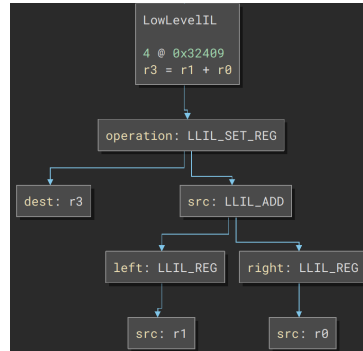 LowLevelIL
4 @ 0x32409
r3 = r1 + r0
operation: LLIL_SET_REG
dest: r3
src: LLIL_ADD
left: LLIL_REG
right: LLIL_REG
src: r1
src: r0